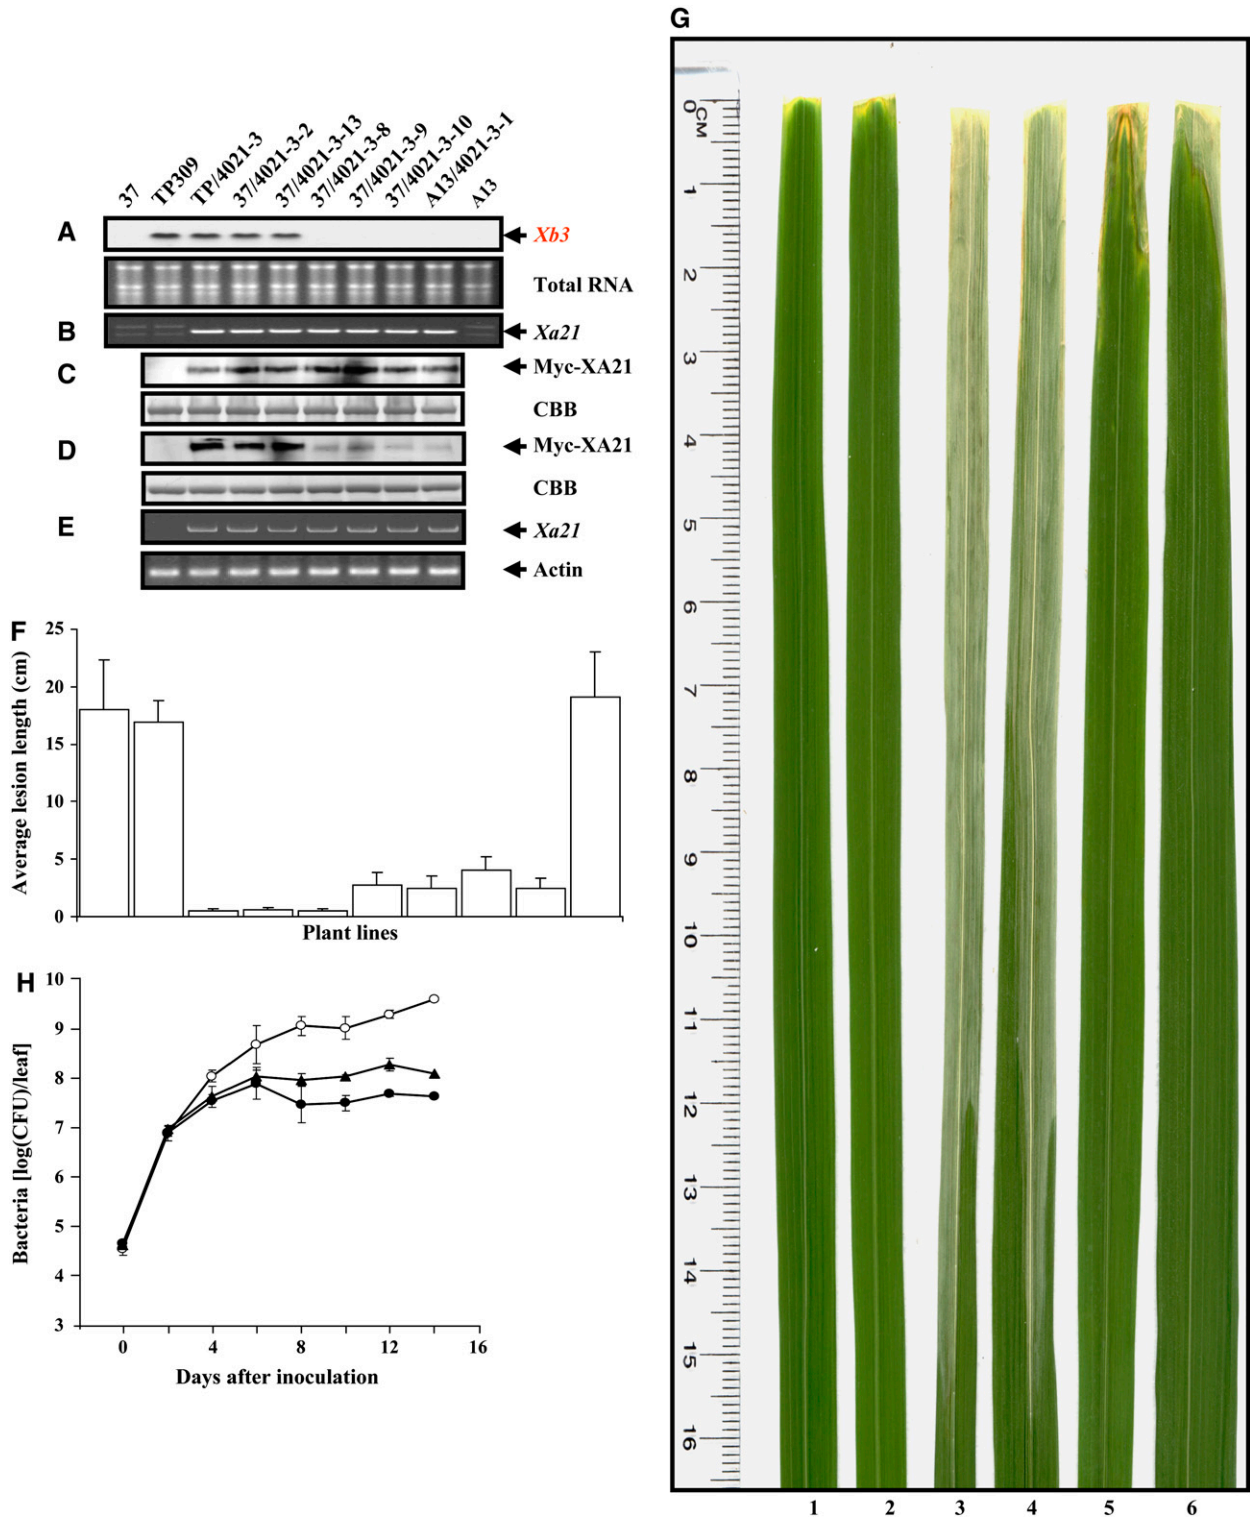 G
37
TP309
TP/4021-3
37/4021-3-2
37/4021-3-13
37/4021-3-8
37/4021-3-9
37/4021-3-10
A13/4021-3-1
A13
A
Xb3
Total RNA
B
Xa21
C
Myc-XA21
CBB
D
Myc-XA21
CBB
E
Xa21
Actin
F
Average lesion length (cm)
25
20
15
10
5
0
Plant lines
H
Bacteria [log(CFU)/leaf]
10
9
8
7
6
5
4
3
0 4 8 12 16
Days after inoculation
0 CM
1
2
3
4
5
6
7
8
9
10
11
12
13
14
15
16
1 2 3 4 5 6